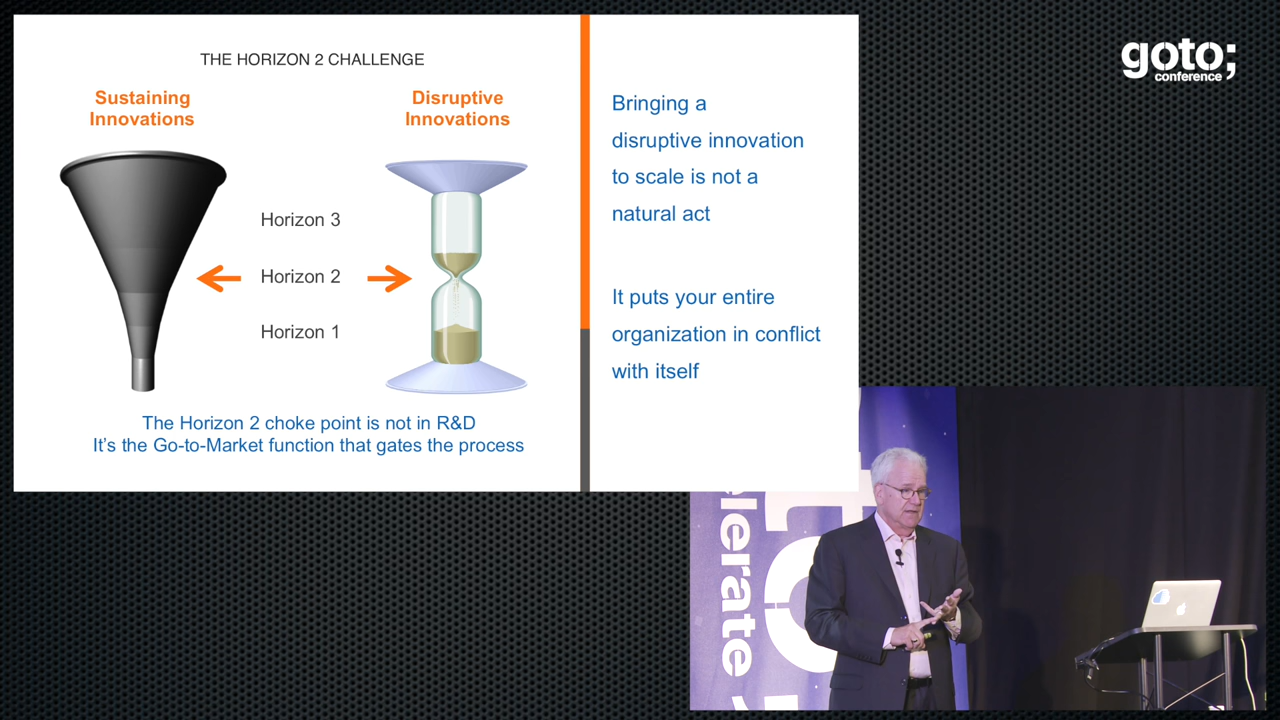 THE HORIZON 2 CHALLENGE
Sustaining
Innovations
Disruptive
Innovations
Horizon 3
Horizon 2
Horizon 1
The Horizon 2 choke point is not in R&D
It's the Go-to-Market function that gates the process
Bringing a
disruptive innovation
to scale is not a
natural act
It puts your entire
organization in conflict
with itself
goto;
conference
elerate